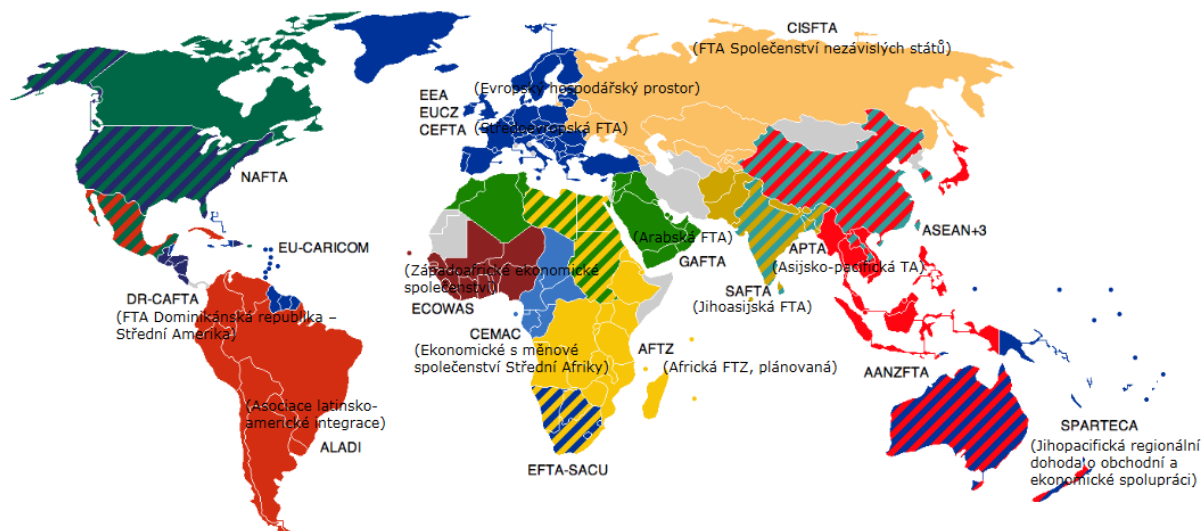 CISFTA
(FTA Společenství nezávislých států)
EEA
(Evropský hospodářský prostor)
EUCZ
CEFTA
(Středoevropská FTA)
NAFTA
EU-CARICOM
DR-CAFTA
(FTA Dominikánská republika –
Střední Amerika)
(Asociace latinsko-
americké integrace)
ALADI
(Západoafrické ekonomické
společenství)
ECOWAS
CEMAC
(Ekonomické s měnové
společenství Střední Afriky)
(Arabská FTA)
GAFTA
AFTZ
(Africká FTZ, plánovaná)
EFTA-SACU
SAFTA
(Jihoasijská FTA)
APTA
(Asijsko-pacifická TA)
ASEAN+3
AANZFTA
SPARTECA
(Jihopacifická regionální
dohoda o obchodní a
ekonomické spolupráci)